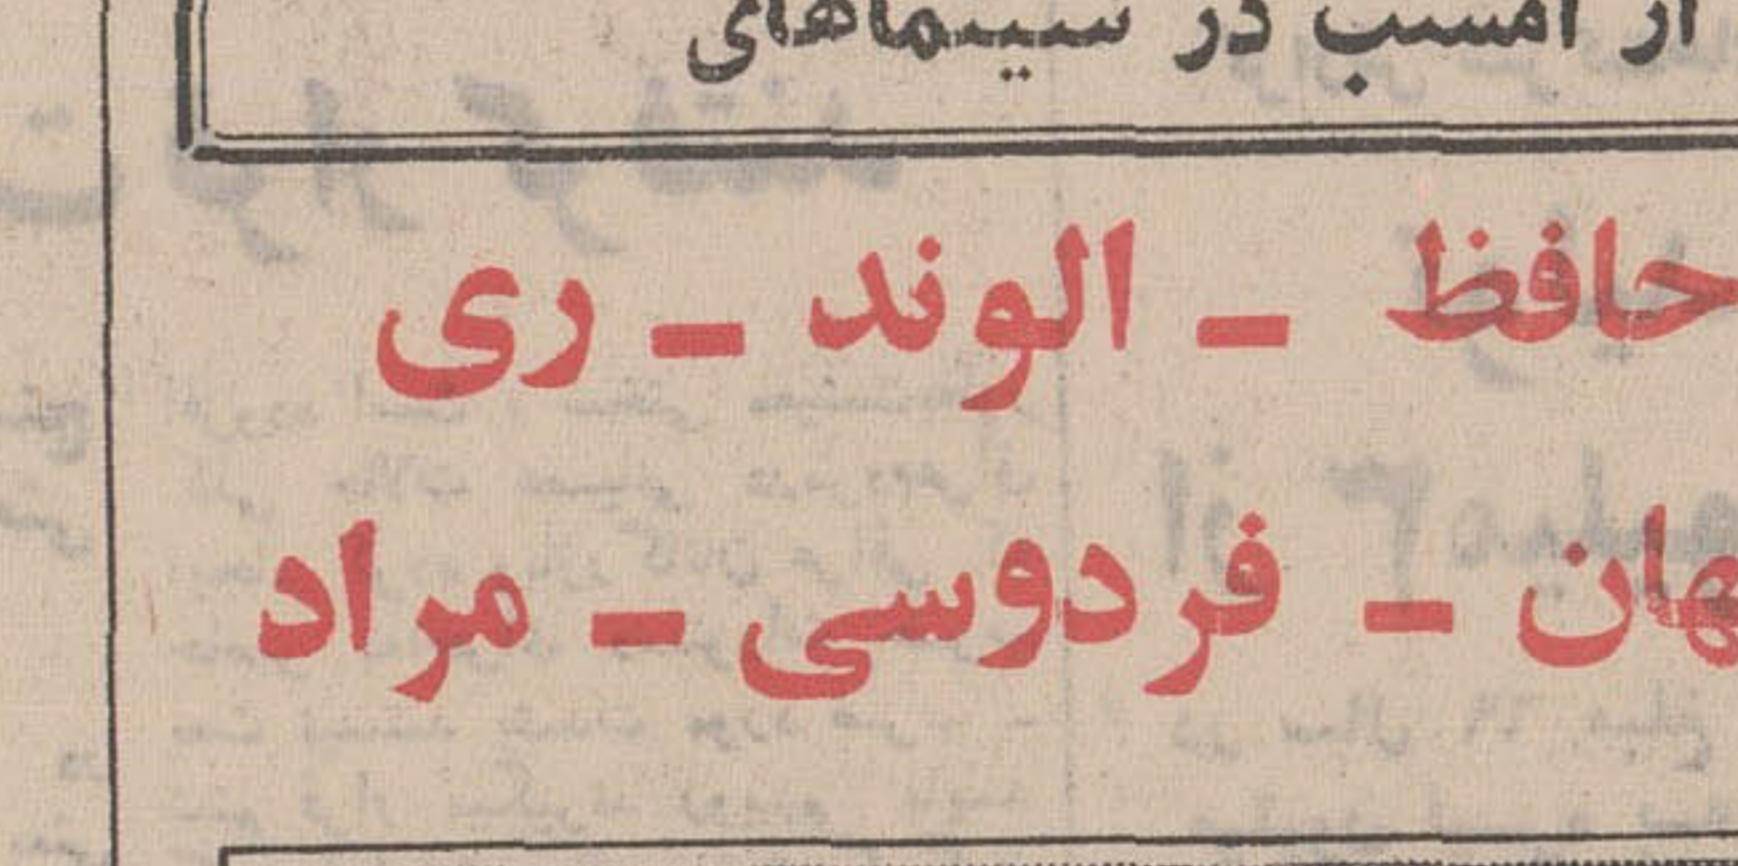 از امشب در سینماهای
حافظ ـ الوند ـ ری
هان ـ فردوسی ـ مراد